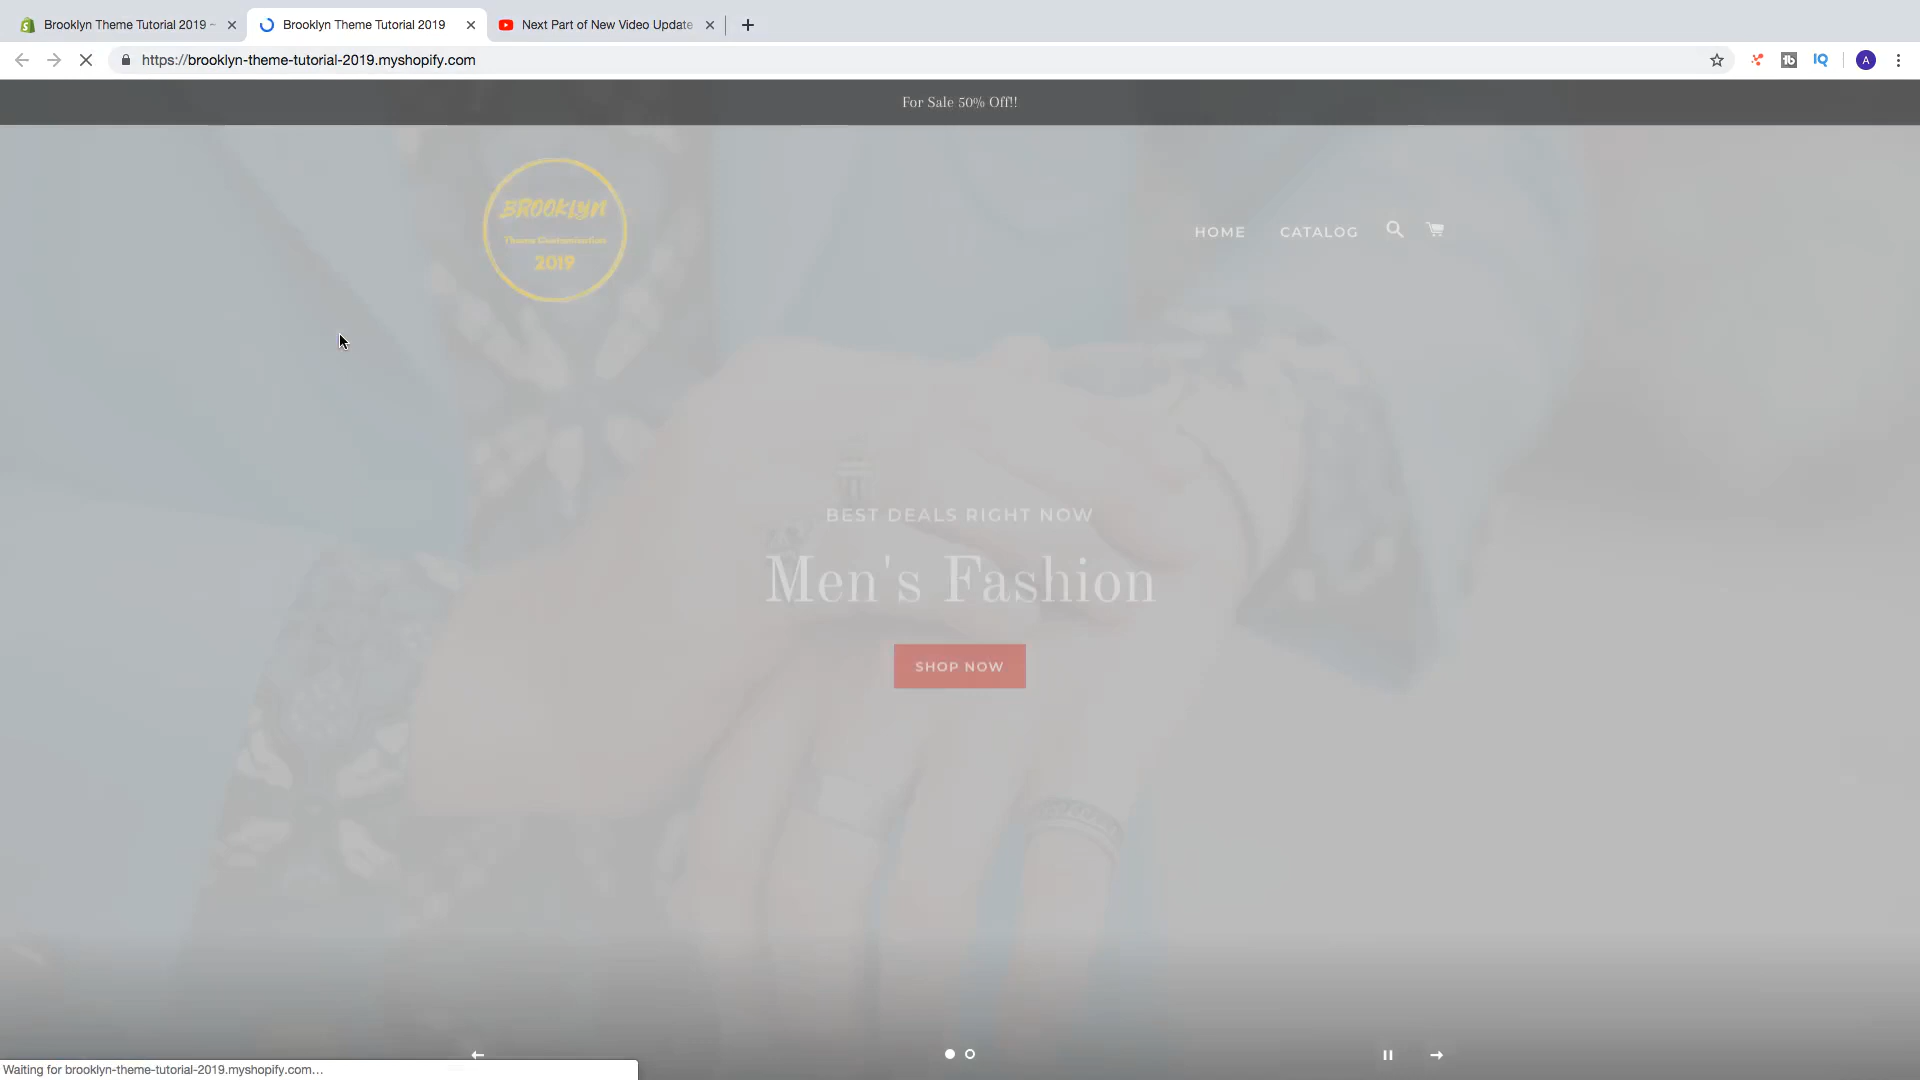 Brooklyn Theme Tutorial 2019 ~
Brooklyn Theme Tutorial 2019
Next Part of New Video Update
https://brooklyn-theme-tutorial-2019.myshopify.com
A
For Sale 50% Off!!
BROOKLYN
Theme Customization
2019
HOME
CATALOG
BEST DEALS RIGHT NOW
Men's Fashion
SHOP NOW
Waiting for brooklyn-theme-tutorial-2019.myshopify.com...